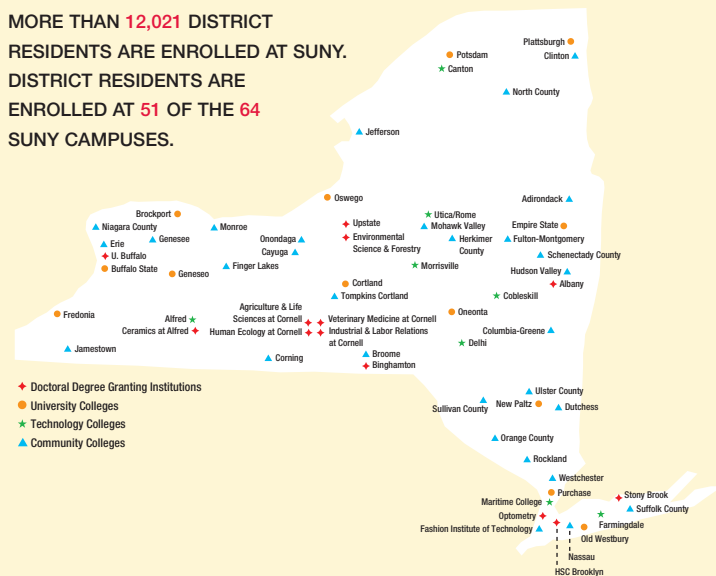 MORE THAN 12,021 DISTRICT
RESIDENTS ARE ENROLLED AT SUNY.
DISTRICT RESIDENTS ARE
ENROLLED AT 51 OF THE 64
SUNY CAMPUSES.
Plattsburgh
Clinton
Potsdam
Canton
North County
Jefferson
Oswego
Adirondack
Brockport
Niagara County
Monroe
Erie
Genesee
U. Buffalo
Buffalo State
Geneseo
Finger Lakes
Onondaga
Cayuga
Upstate
Environmental
Science & Forestry
Utica/Rome
Mohawk Valley
Herkimer
County
Morrisville
Empire State
Fulton-Montgomery
Schenectady County
Hudson Valley
Albany
Cobleskill
Cortland
Tompkins Cortland
Oneonta
Delhi
Columbia-Greene
Fredonia
Jamestown
Alfred
Ceramics at Alfred
Agriculture & Life
Sciences at Cornell
Human Ecology at Cornell
Veterinary Medicine at Cornell
Industrial & Labor Relations
at Cornell
Corning
Broome
Binghamton
Doctoral Degree Granting Institutions
University Colleges
Technology Colleges
Community Colleges
Ulster County
Sullivan County
New Paltz
Dutchess
Orange County
Rockland
Westchester
Purchase
Maritime College
Optometry
Fashion Institute of Technology
Stony Brook
Suffolk County
Farmingdale
Old Westbury
Nassau
HSC Brooklyn